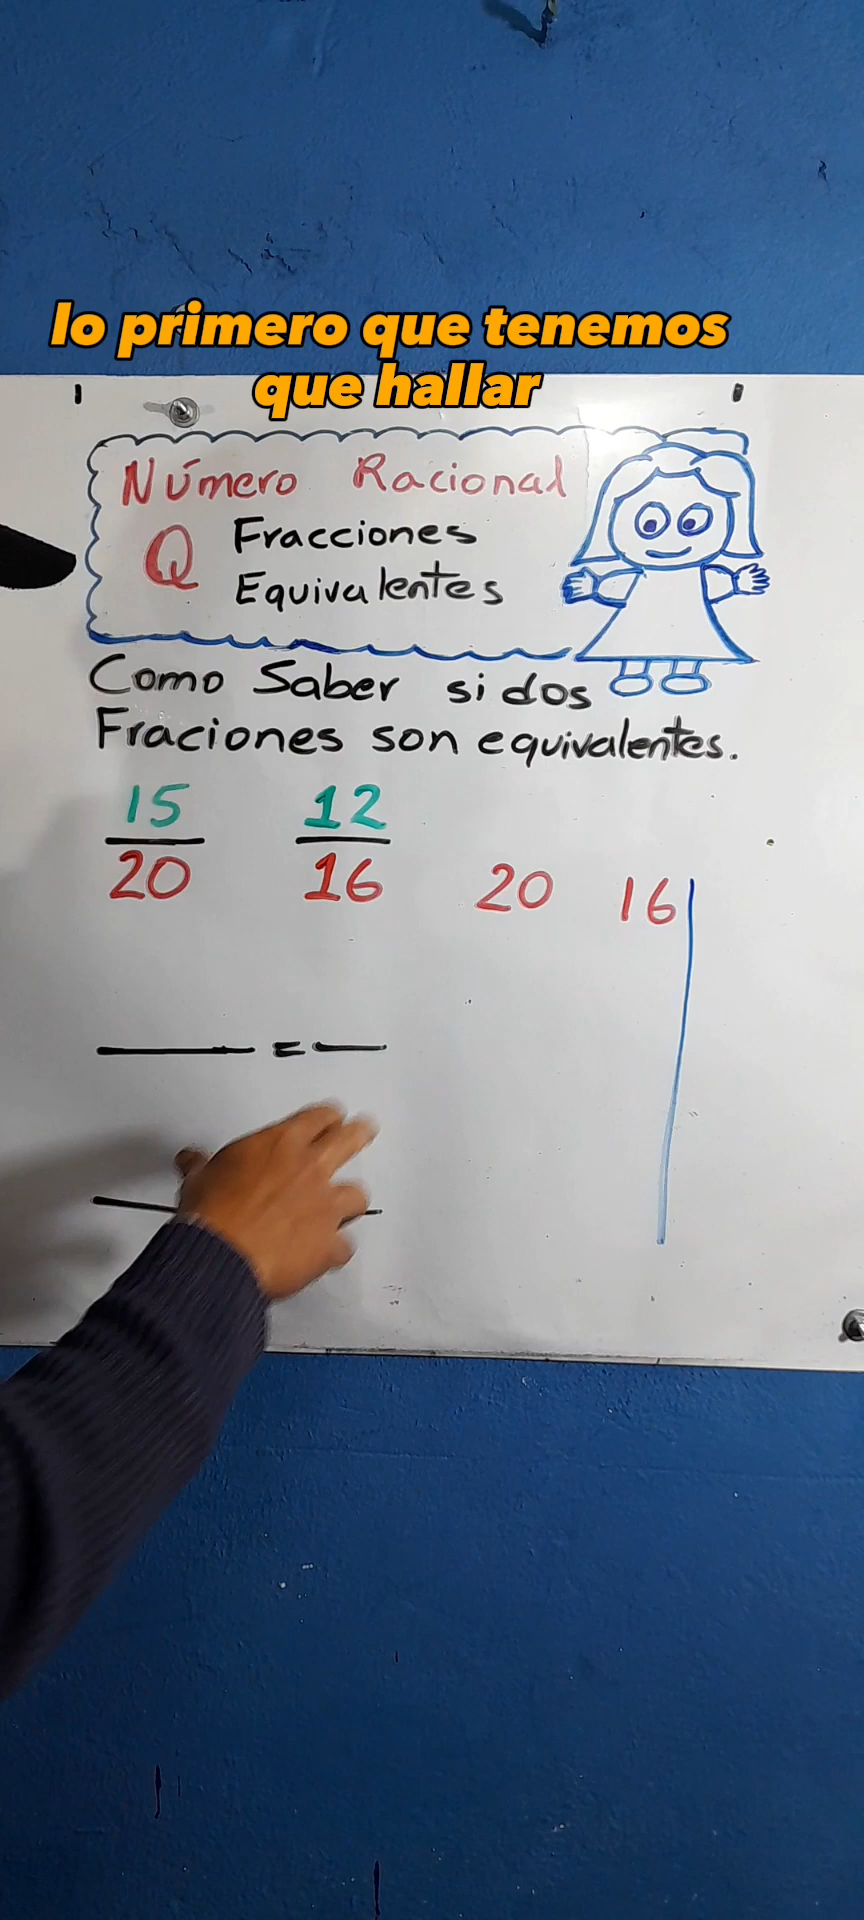 lo primero que tenemos
que hallar
Número Racional
Q Fracciones
Equivalentes
Como Saber si dos
Fraciones son equivalentes.
15 12
20 16 20 16
=